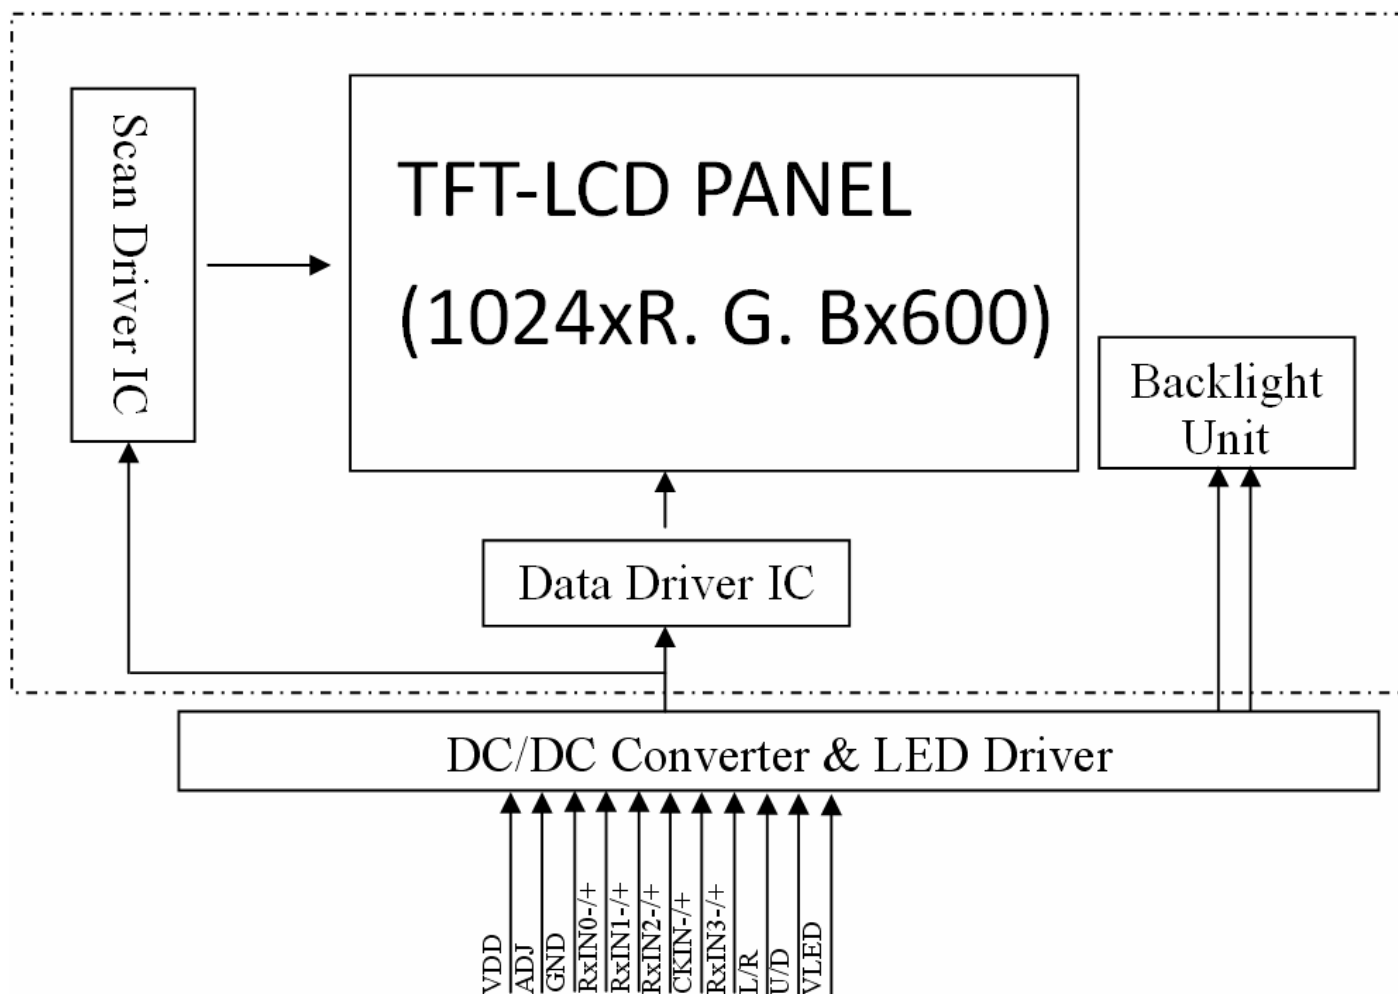 Scan Driver IC
TFT-LCD PANEL
(1024xR. G. Bx600)
Backlight
Unit
Data Driver IC
DC/DC Converter & LED Driver
VDD
ADJ
GND
RxIN0-/+
RxIN1-/+
RxIN2-/+
CKIN-/+
RxIN3-/+
L/R
U/D
VLED